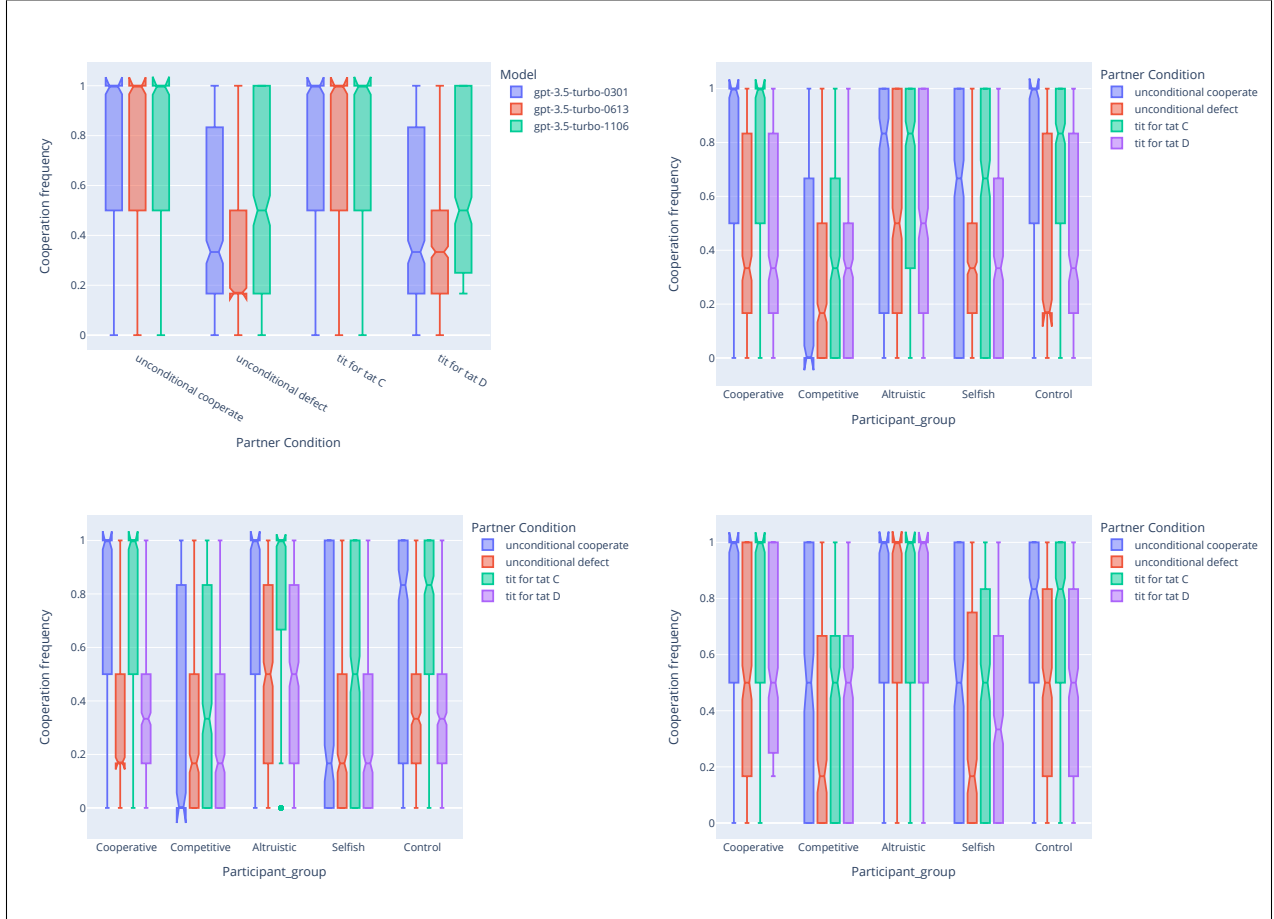 Model
gpt-3.5-turbo-0301
gpt-3.5-turbo-0613
gpt-3.5-turbo-1106
1
0.8
0.6
0.4
0.2
0
Cooperation frequency
unconditional cooperate
unconditional defect
tit for tat C
tit for tat D
Partner Condition
Partner Condition
unconditional cooperate
unconditional defect
tit for tat C
tit for tat D
1
0.8
0.6
0.4
0.2
0
Cooperation frequency
Cooperative Competitive Altruistic Selfish Control
Participant_group
Partner Condition
unconditional cooperate
unconditional defect
tit for tat C
tit for tat D
1
0.8
0.6
0.4
0.2
0
Cooperation frequency
Cooperative Competitive Altruistic Selfish Control
Participant_group
Partner Condition
unconditional cooperate
unconditional defect
tit for tat C
tit for tat D
1
0.8
0.6
0.4
0.2
0
Cooperation frequency
Cooperative Competitive Altruistic Selfish Control
Participant_group